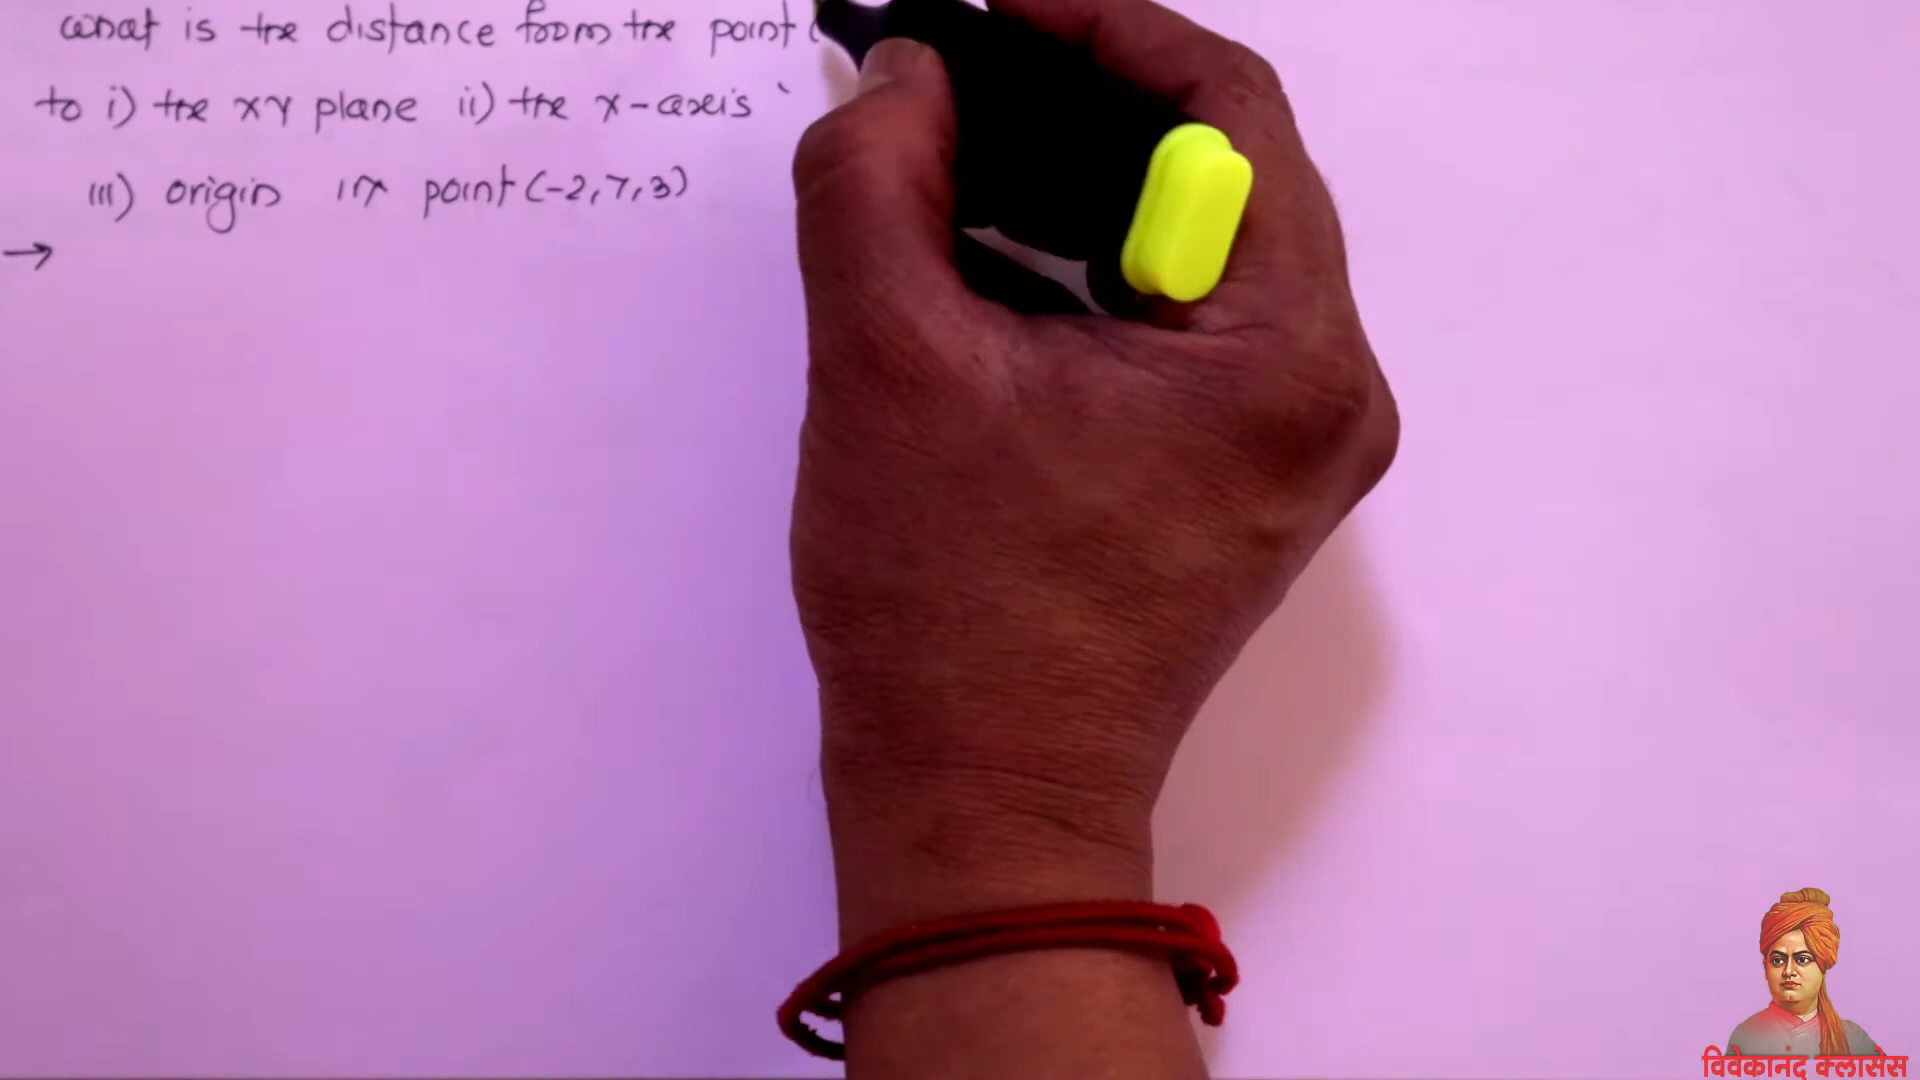 what is the distance from the point (
to i) the XY plane ii) the x-axis
iii) origin iv) point (-2,7,3)
→
विवेकानंद क्लासेस